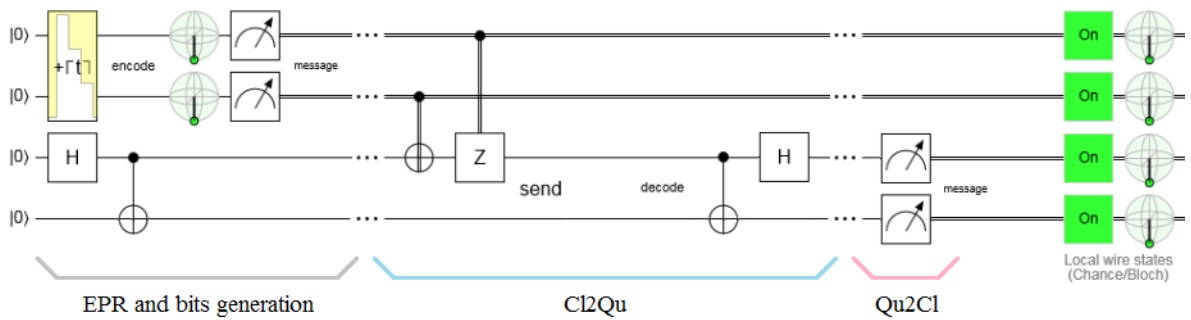 |0⟩ +⌈t⌉ encode message ... ... On
|0⟩ ... ... On
|0⟩ H ... Z send decode H ... message On
|0⟩ ... ... On
Local wire states
(Chance/Bloch)
EPR and bits generation Cl2Qu Qu2Cl